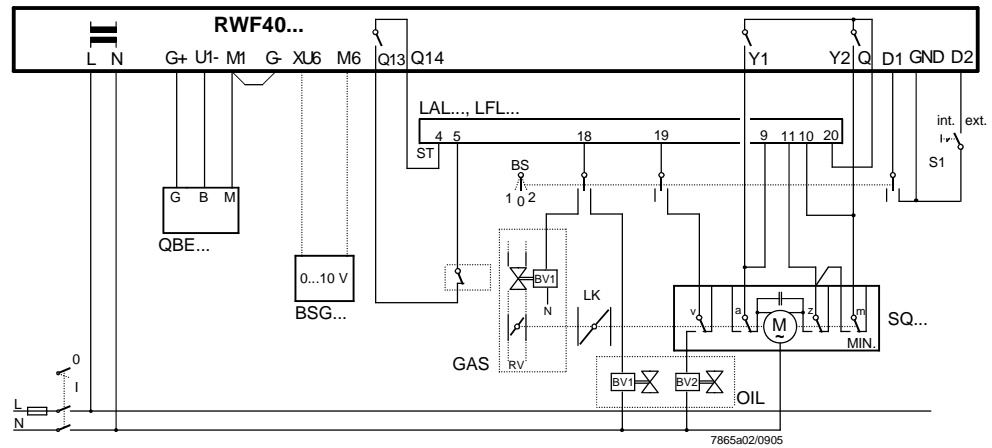 RWF40...
L N G+ U1- M1 G- XU6 M6 Q13 Q14 Y1 Y2 Q D1 GND D2
LAL..., LFL...
4 5 18 19 9 11 10 20
ST
int. ext.
I
S1
BS
1 0 2
I
I
G B M
QBE...
0...10 V
BSG...
BV1
N
LK
v a z m
M
~
MIN.
SQ...
GAS
RV
BV1 BV2
OIL
0
I
L
N
7865a02/0905